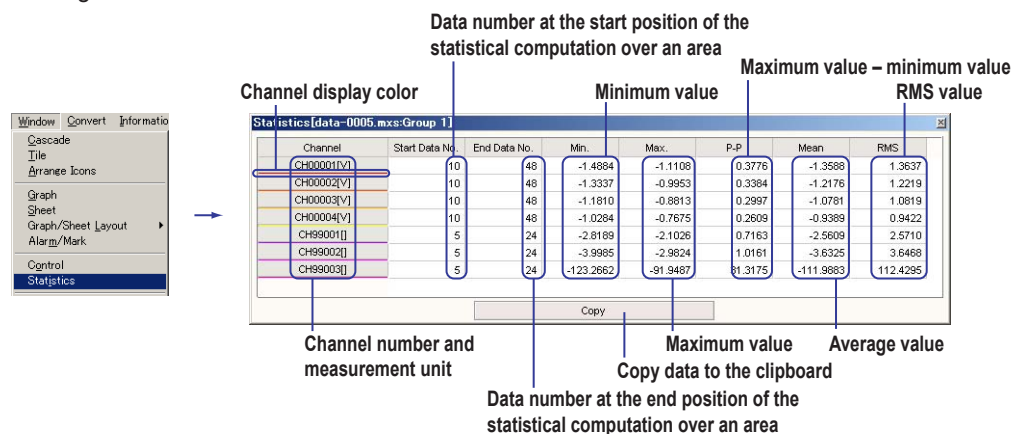 Data number at the start position of the
statistical computation over an area
Maximum value – minimum value
Channel display color
Minimum value
RMS value
Window Convert Informatio
Cascade
Tile
Arrange Icons
Graph
Sheet
Graph/Sheet Layout
Alarm/Mark
Control
Statistics
Statistics[data-0005.mxs:Group 1]
Channel Start Data No. End Data No. Min. Max. P-P Mean RMS
CH00001[V] 10 48 -1.4884 -1.1108 0.3776 -1.3588 1.3637
CH00002[V] 10 48 -1.3337 -0.9953 0.3384 -1.2176 1.2219
CH00003[V] 10 48 -1.1810 -0.8813 0.2997 -1.0781 1.0819
CH00004[V] 10 48 -1.0284 -0.7675 0.2609 -0.9389 0.9422
CH99001[] 5 24 -2.8189 -2.1026 0.7163 -2.5609 2.5710
CH99002[] 5 24 -3.9985 -2.9824 1.0161 -3.6325 3.6468
CH99003[] 5 24 -123.2662 -91.9487 31.3175 -111.9883 112.4295
Copy
Channel number and
measurement unit
Maximum value
Average value
Copy data to the clipboard
Data number at the end position of the
statistical computation over an area